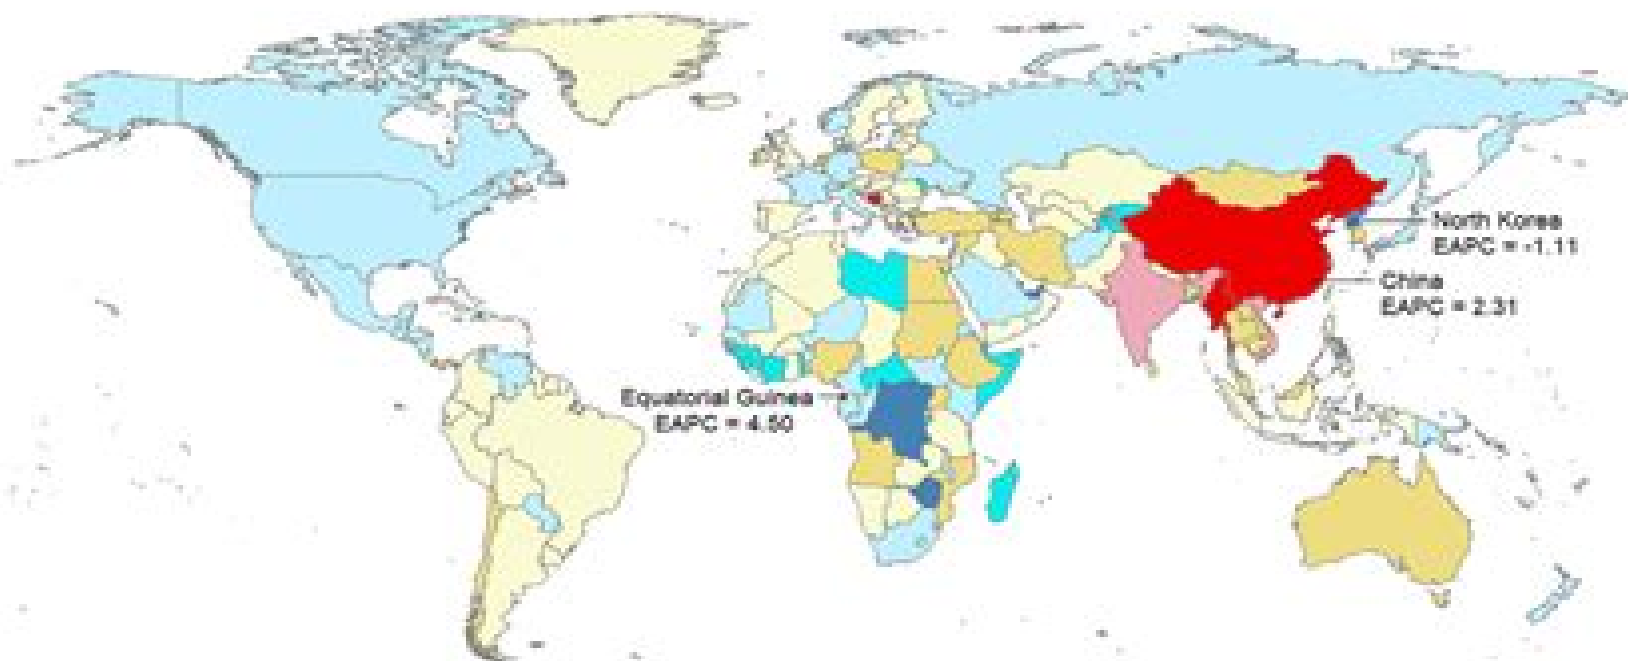 North Korea
EAPC = -1.11
China
EAPC = 2.31
Equatorial Guinea
EAPC = 4.50